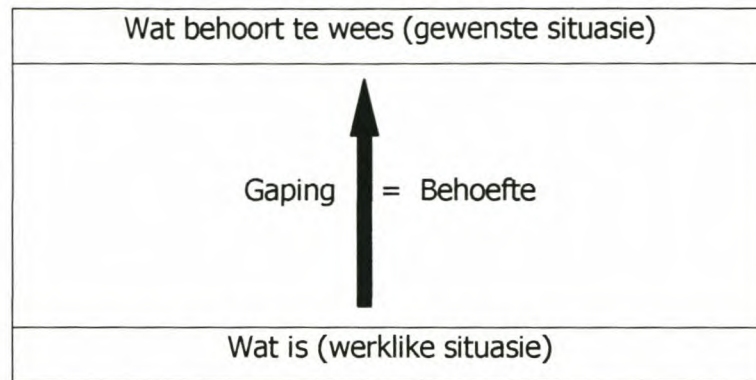 Wat behoort te wees (gewenste situasie)
Gaping = Behoefte
Wat is (werklike situasie)